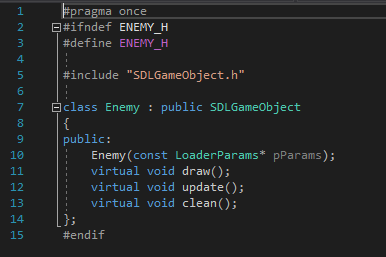 1 #pragma once
2 #ifndef ENEMY_H
3 #define ENEMY_H
4
5 #include "SDLGameObject.h"
6
7 class Enemy : public SDLGameObject
8 {
9 public:
10 Enemy(const LoaderParams* pParams);
11 virtual void draw();
12 virtual void update();
13 virtual void clean();
14 };
15 #endif